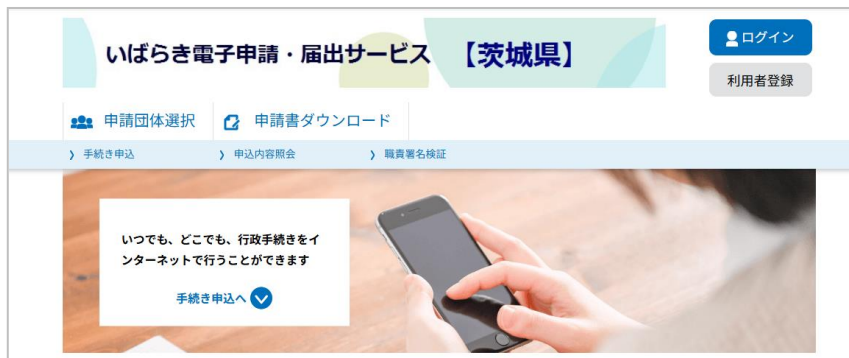 いばらき電子申請・届出サービス 【茨城県】
ログイン
利用者登録
申請団体選択
申請書ダウンロード
手続き申込
申込内容照会
職責署名検証
いつでも、どこでも、行政手続きをイ
ンターネットで行うことができます
手続き申込へ